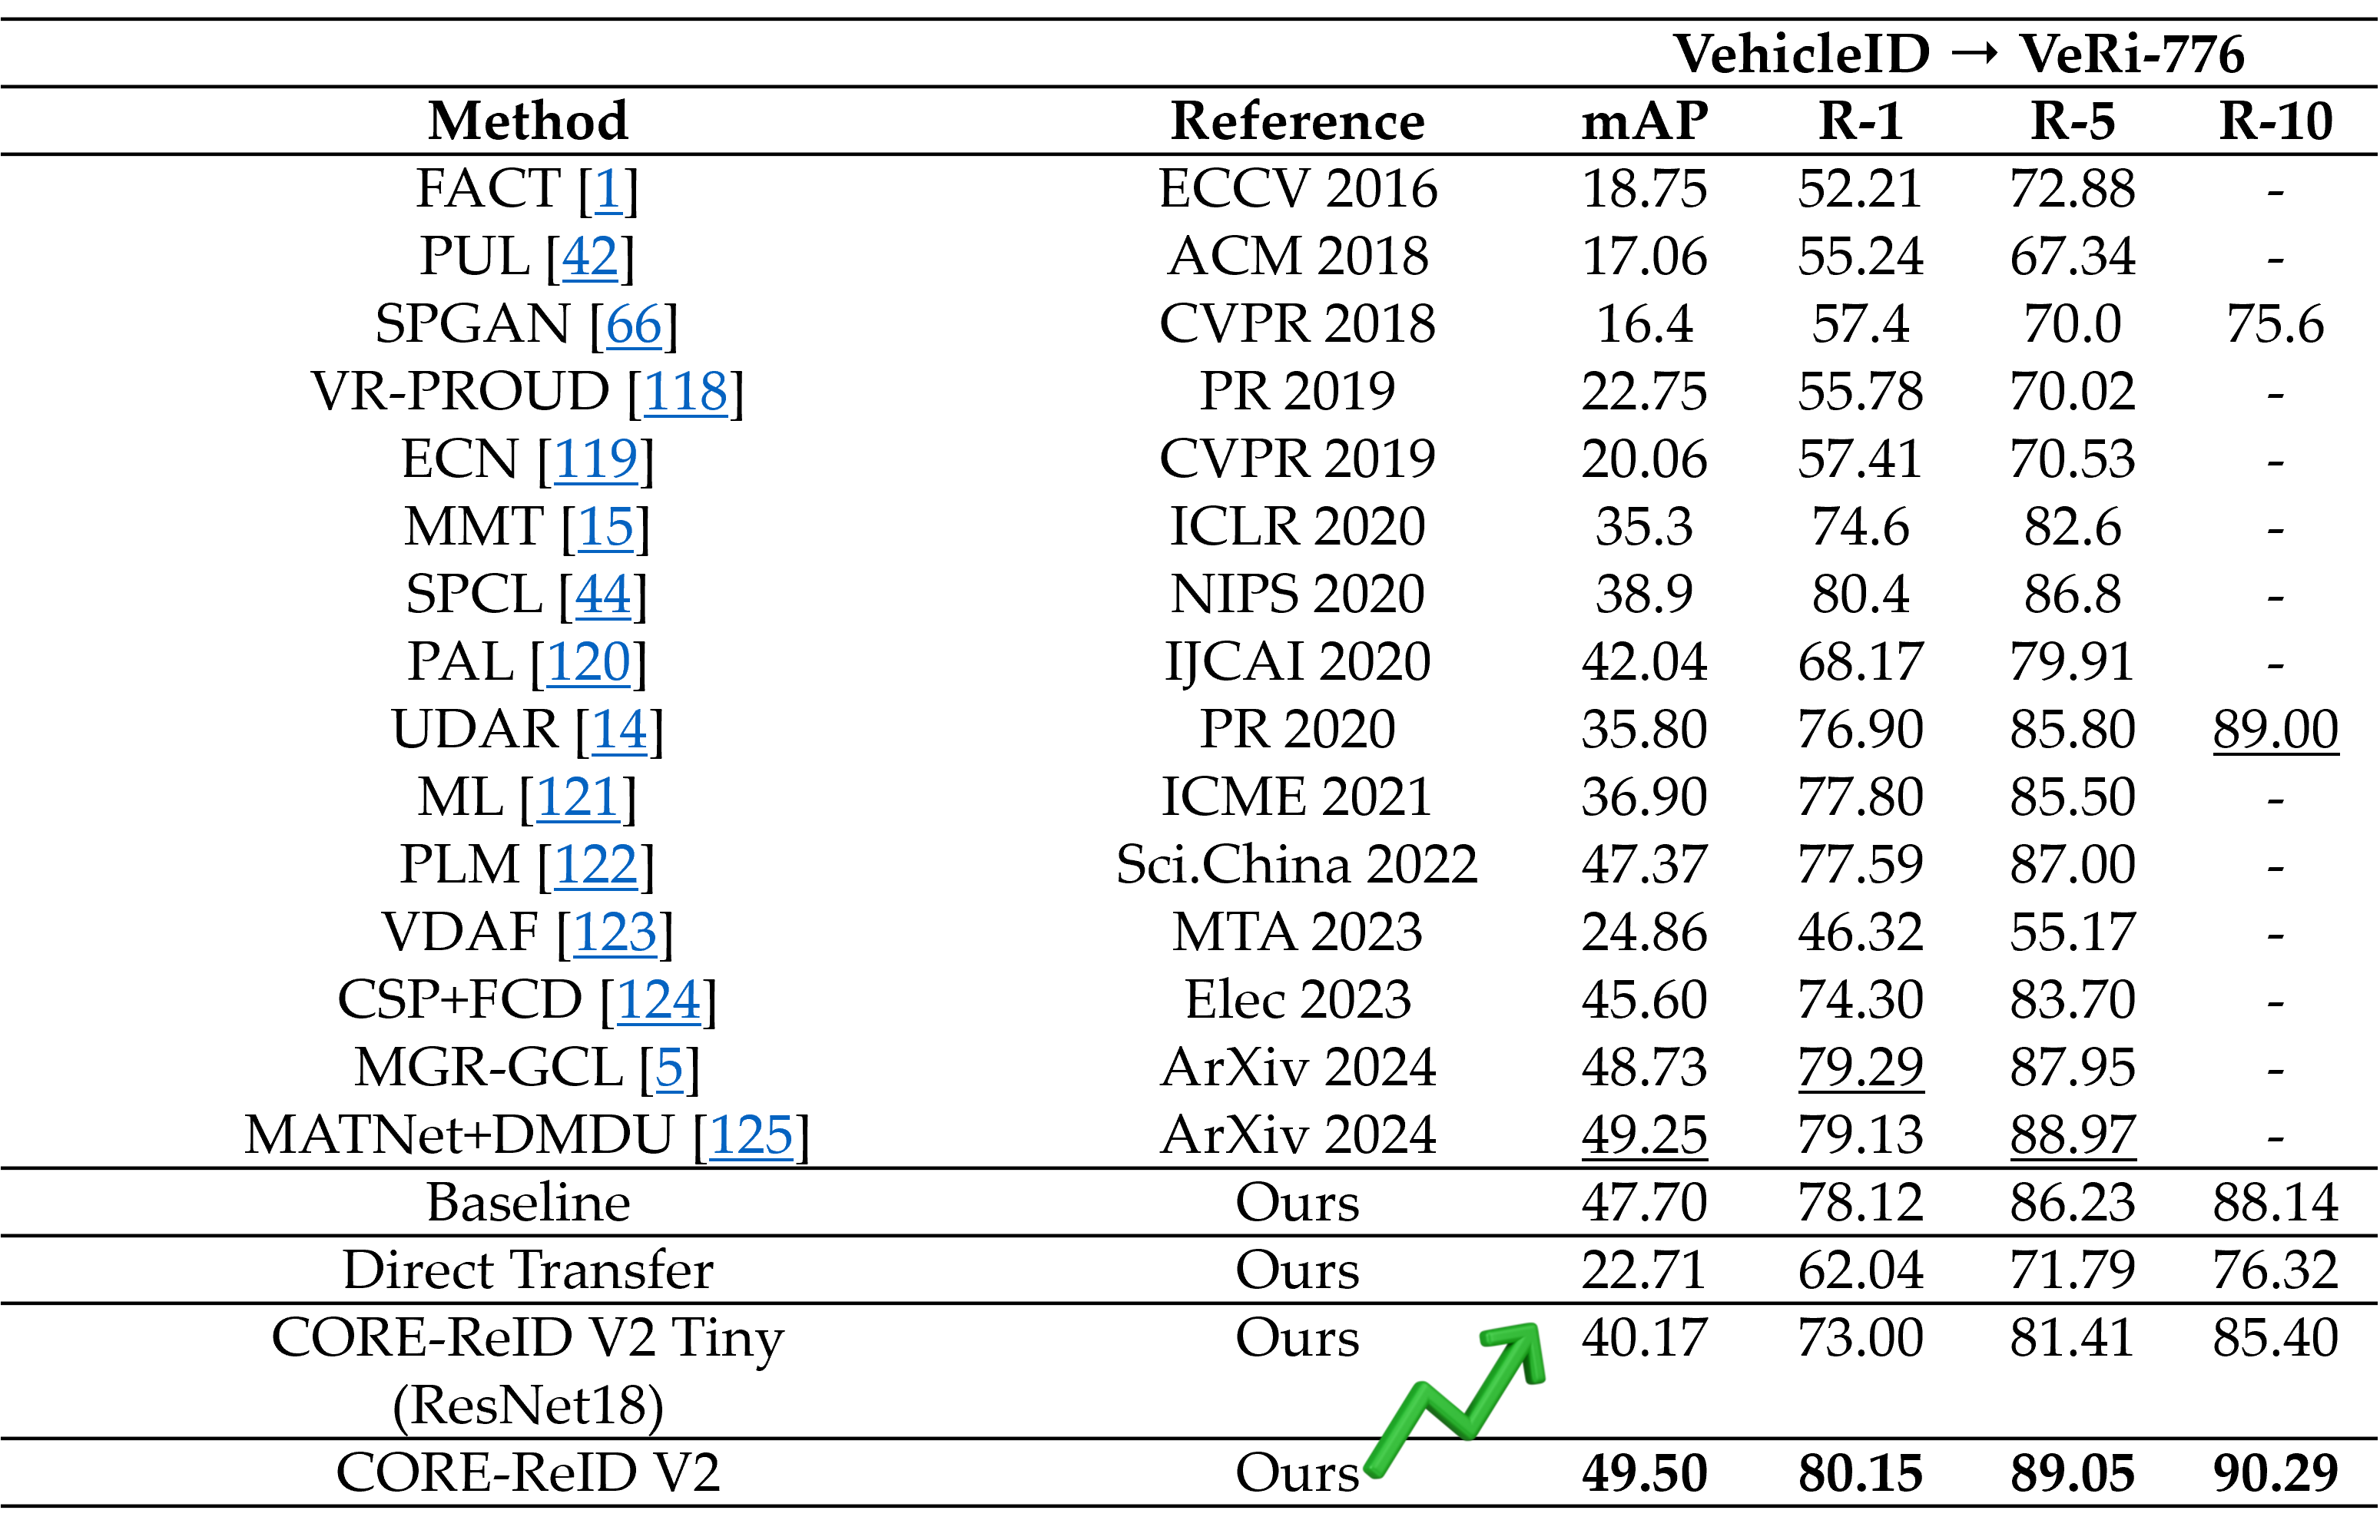 VehicleID → VeRi-776
Method Reference mAP R-1 R-5 R-10
FACT [1] ECCV 2016 18.75 52.21 72.88 -
PUL [42] ACM 2018 17.06 55.24 67.34 -
SPGAN [66] CVPR 2018 16.4 57.4 70.0 75.6
VR-PROUD [118] PR 2019 22.75 55.78 70.02 -
ECN [119] CVPR 2019 20.06 57.41 70.53 -
MMT [15] ICLR 2020 35.3 74.6 82.6 -
SPCL [44] NIPS 2020 38.9 80.4 86.8 -
PAL [120] IJCAI 2020 42.04 68.17 79.91 -
UDAR [14] PR 2020 35.80 76.90 85.80 89.00
ML [121] ICME 2021 36.90 77.80 85.50 -
PLM [122] Sci.China 2022 47.37 77.59 87.00 -
VDAF [123] MTA 2023 24.86 46.32 55.17 -
CSP+FCD [124] Elec 2023 45.60 74.30 83.70 -
MGR-GCL [5] ArXiv 2024 48.73 79.29 87.95 -
MATNet+DMDU [125] ArXiv 2024 49.25 79.13 88.97 -
Baseline Ours 47.70 78.12 86.23 88.14
Direct Transfer Ours 22.71 62.04 71.79 76.32
CORE-ReID V2 Tiny Ours 40.17 73.00 81.41 85.40
(ResNet18)
CORE-ReID V2 Ours 49.50 80.15 89.05 90.29